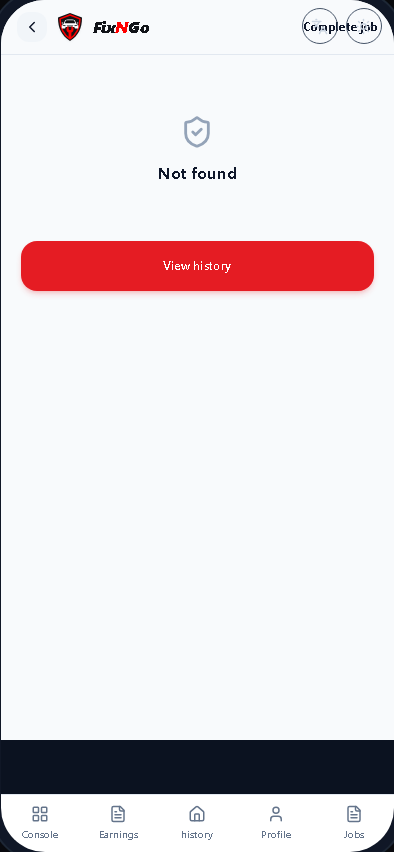 FixNGo
Complete job
Not found
View history
Console
Earnings
history
Profile
Jobs